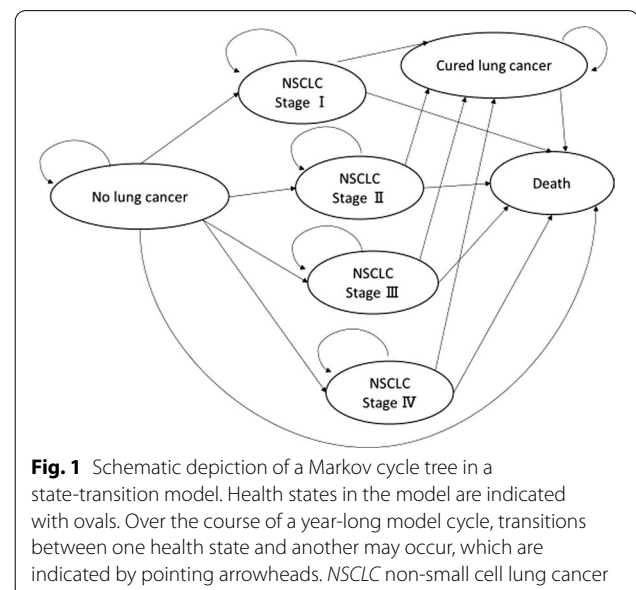 Cured lung cancer
NSCLC
Stage Ⅰ
NSCLC
Stage Ⅱ
Death
No lung cancer
NSCLC
Stage Ⅲ
NSCLC
Stage Ⅳ
Fig. 1 Schematic depiction of a Markov cycle tree in a
state-transition model. Health states in the model are indicated
with ovals. Over the course of a year-long model cycle, transitions
between one health state and another may occur, which are
indicated by pointing arrowheads. NSCLC non-small cell lung cancer